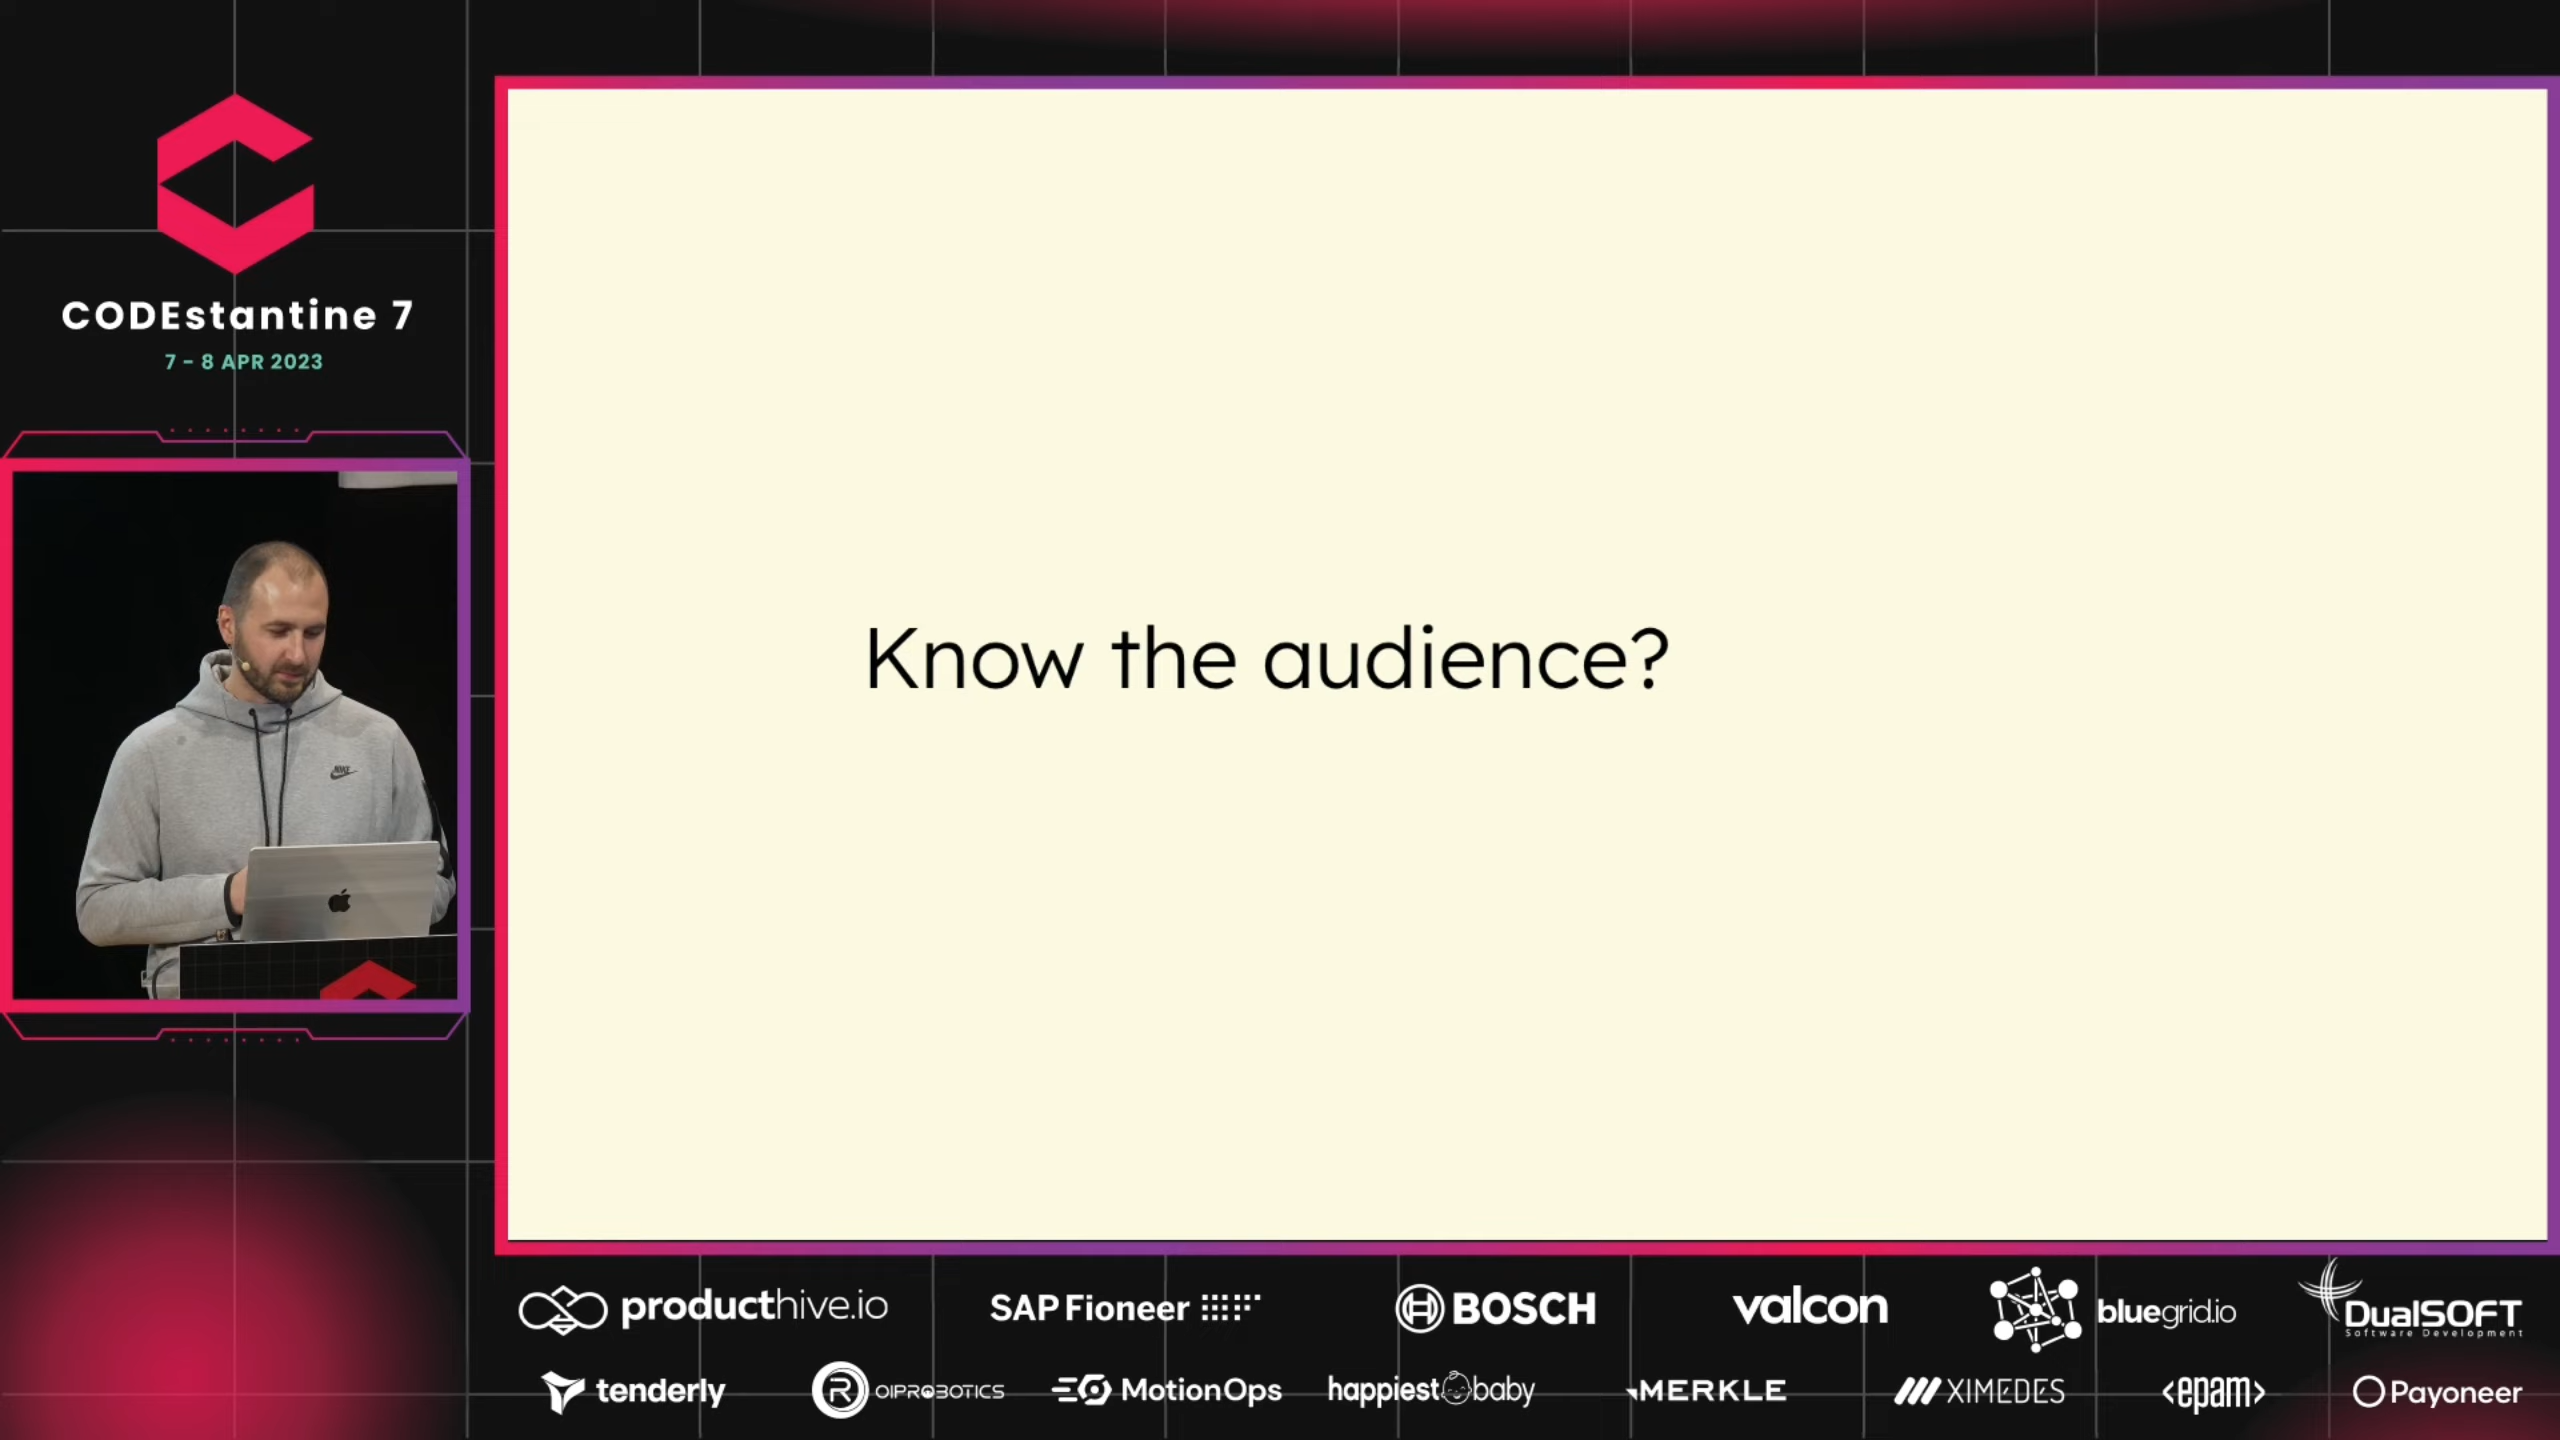 CODEstantine 7
7 - 8 APR 2023
NIKE
Know the audience?
producthive.io
SAP Fioneer
BOSCH
valcon
bluegrid.io
DualSOFT
Software Development
tenderly
R
OIPROBOTICS
MotionOps
happiest baby
MERKLE
XIMEDES
<epam>
Payoneer